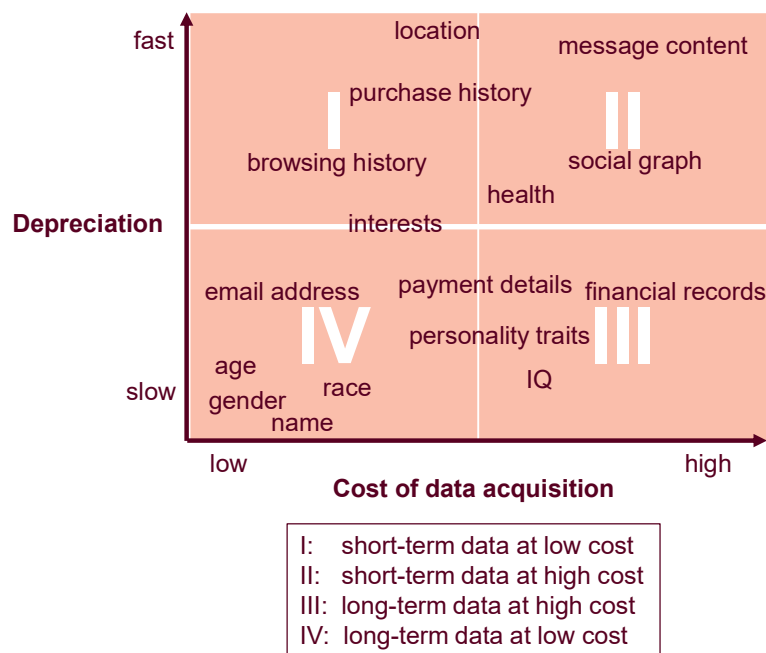 fast
location
message content
purchase history
I
II
browsing history
social graph
health
Depreciation
interests
email address
payment details
financial records
IV
personality traits
III
age
IQ
race
slow
gender
name
low
high
Cost of data acquisition
I: short-term data at low cost
II: short-term data at high cost
III: long-term data at high cost
IV: long-term data at low cost